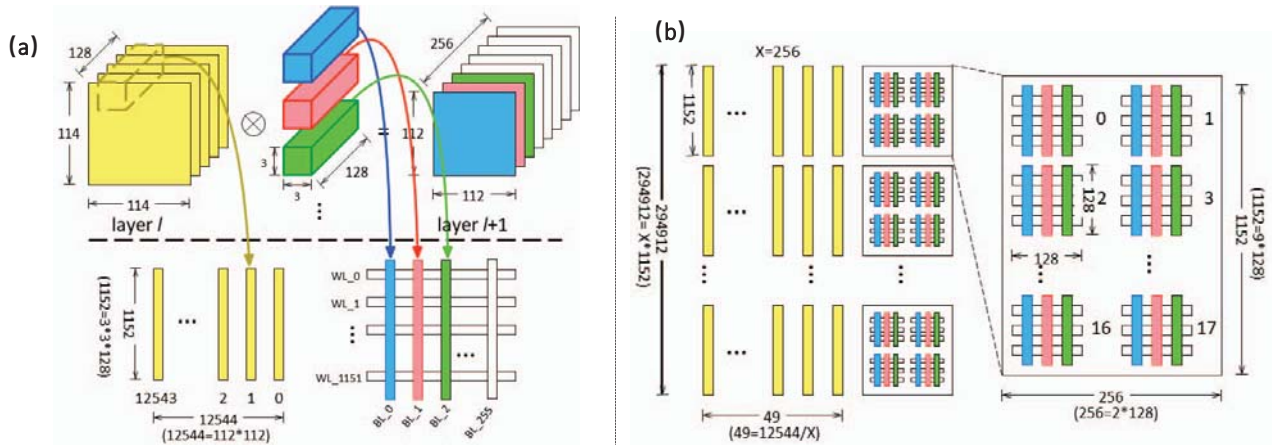 (a)
128
114
114
layer l
3
3
128
256
112
112
layer l+1
=
⋮
1152
(1152=3*3*128)
...
12543
2
1
0
12544
(12544=112*112)
WL_0
WL_1
⋮
WL_1151
...
BL_0
BL_1
BL_2
BL_255
(b)
X=256
1152
294912
(294912= X*1152)
...
...
...
49
(49=12544/X)
0
1
2
3
128
128
16
17
1152
(1152=9*128)
256
(256=2*128)